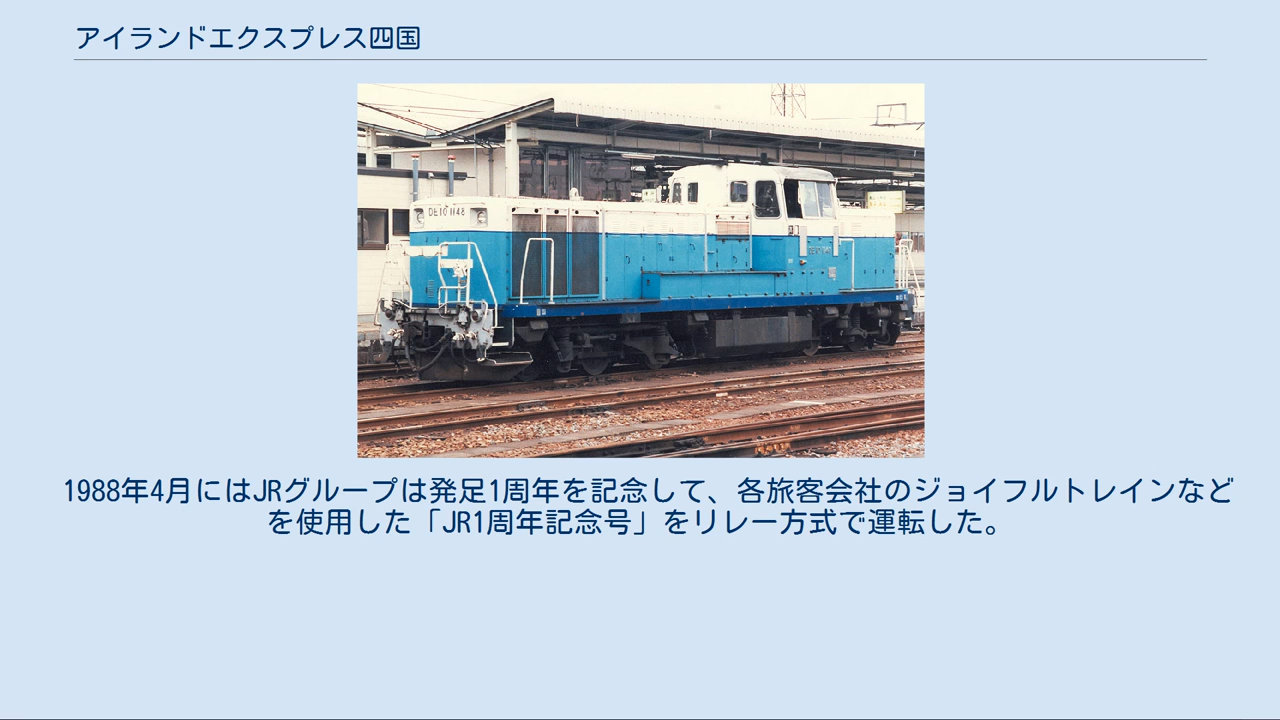 アイランドエクスプレス四国
DE10 1148
1988年4月にはJRグループは発足1周年を記念して、各旅客会社のジョイフルトレインなど
を使用した「JR1周年記念号」をリレー方式で運転した。